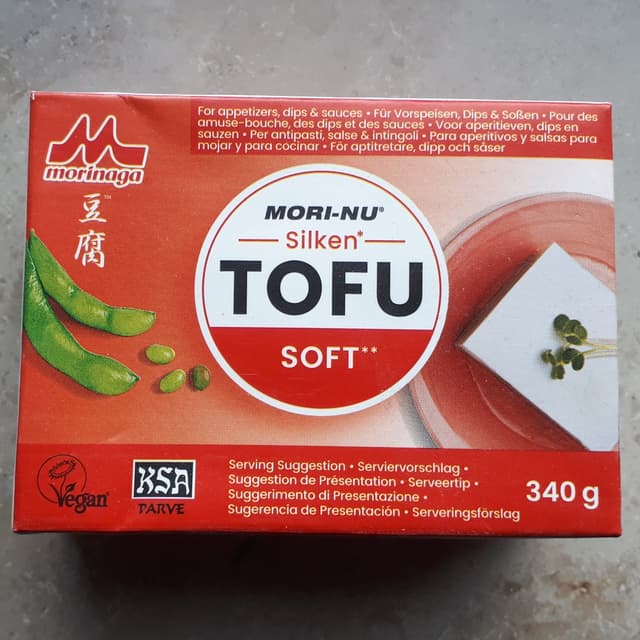 For appetizers, dips & sauces • Für Vorspeisen, Dips & Soßen • Pour des
amuse-bouche, des dips et des sauces • Voor aperitieven, dips en
sauzen • Per antipasti, salse & intingoli • Para aperitivos y salsas para
mojar y para cocinar • För aptitretare, dipp och såser
morinaga
豆腐™
MORI-NU®
Silken*
TOFU
SOFT**
Vegan
KSA
PARVE
Serving Suggestion • Serviervorschlag •
Suggestion de Présentation • Serveertip •
Suggerimento di Presentazione •
Sugerencia de Presentación • Serveringsförslag
340 g